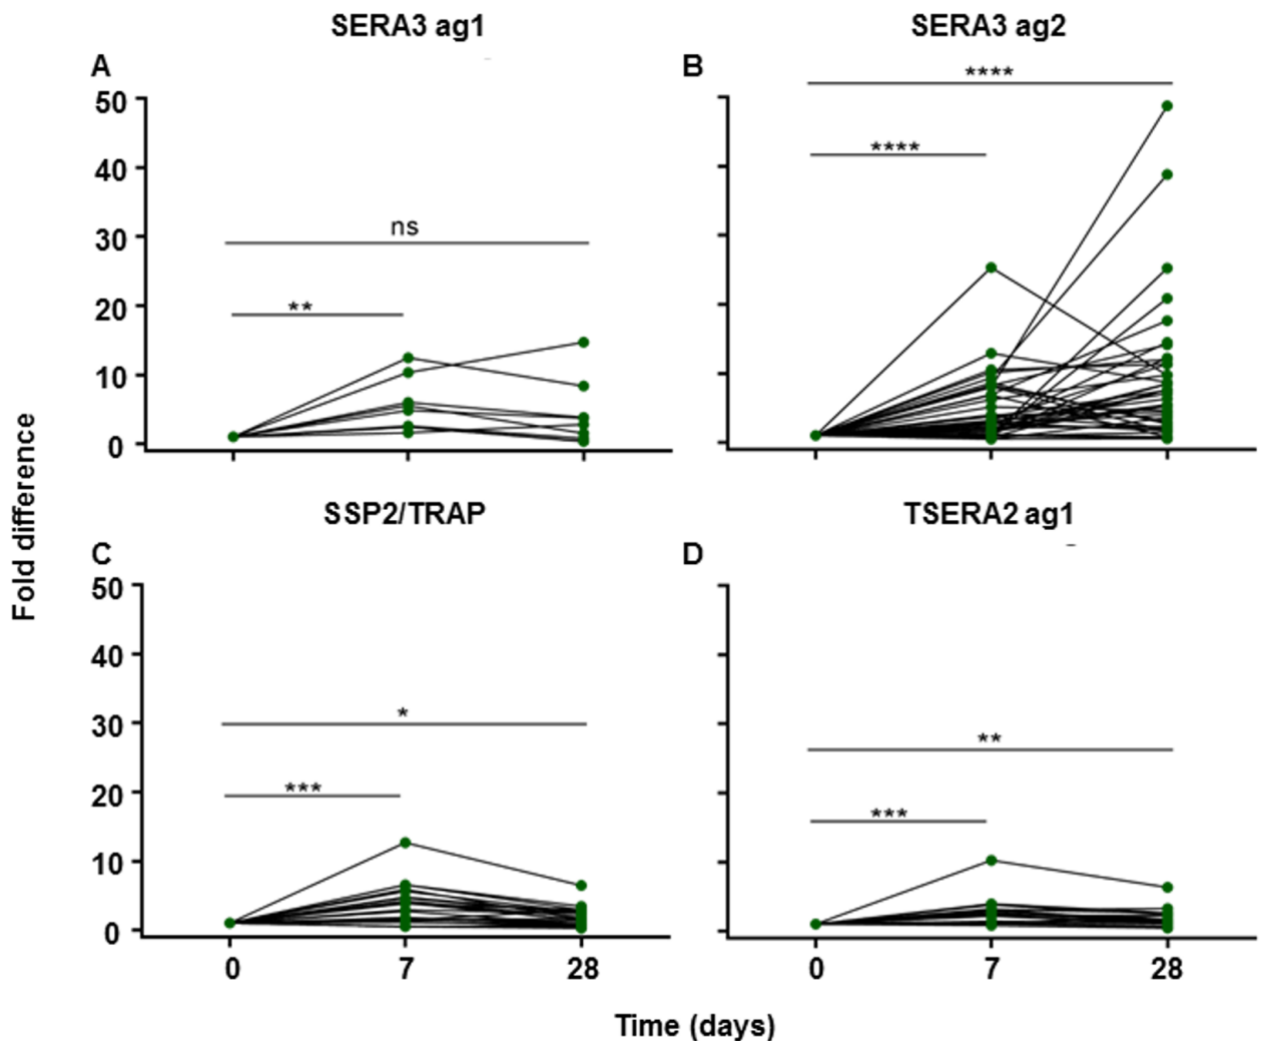 SERA3 ag1
SERA3 ag2
A
B
50
40
30
20
10
0
ns
**
****
****
Fold difference
SSP2/TRAP
TSERA2 ag1
C
D
50
40
30
20
10
0
*
***
**
***
0 7 28
0 7 28
Time (days)